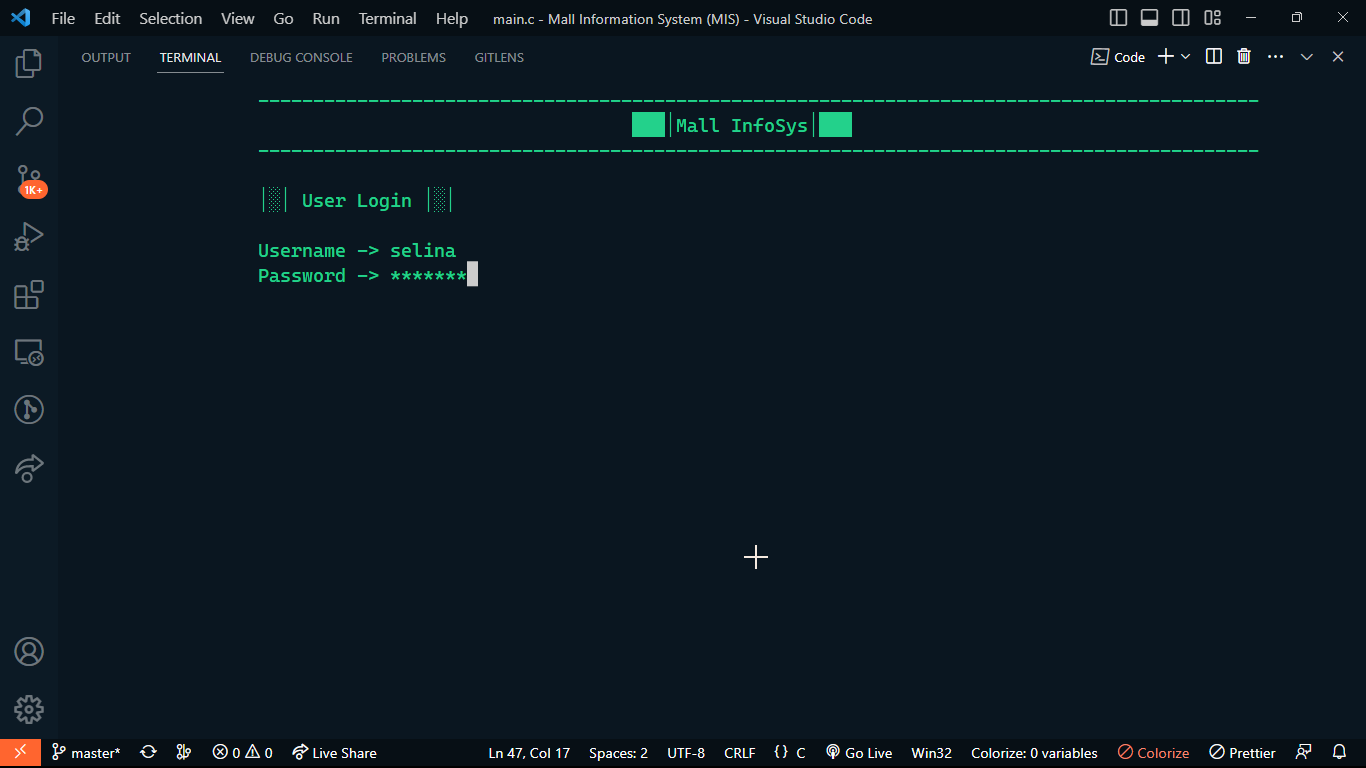 File Edit Selection View Go Run Terminal Help main.c - Mall Information System (MIS) - Visual Studio Code
OUTPUT TERMINAL DEBUG CONSOLE PROBLEMS GITLENS Code
Mall InfoSys
User Login
Username -> selina
Password -> *******
1K+
master* 0 0 Live Share Ln 47, Col 17 Spaces: 2 UTF-8 CRLF {} C Go Live Win32 Colorize: 0 variables Colorize Prettier